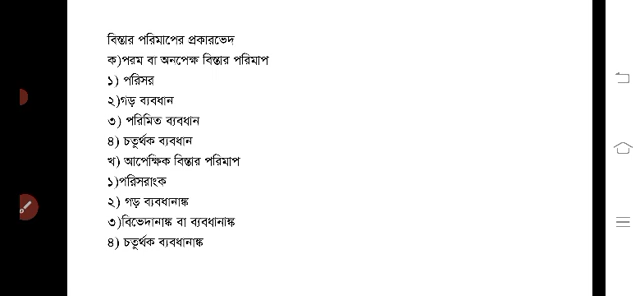 বিস্তার পরিমাপের প্রকারভেদ
ক)পরম বা অনপেক্ষ বিস্তার পরিমাপ
১) পরিসর
২)গড় ব্যবধান
৩) পরিমিত ব্যবধান
৪) চতুর্থক ব্যবধান
খ) আপেক্ষিক বিস্তার পরিমাপ
১)পরিসরাংক
২) গড় ব্যবধানাঙ্ক
৩)বিভেদানাঙ্ক বা ব্যবধানাঙ্ক
৪) চতুর্থক ব্যবধানাঙ্ক